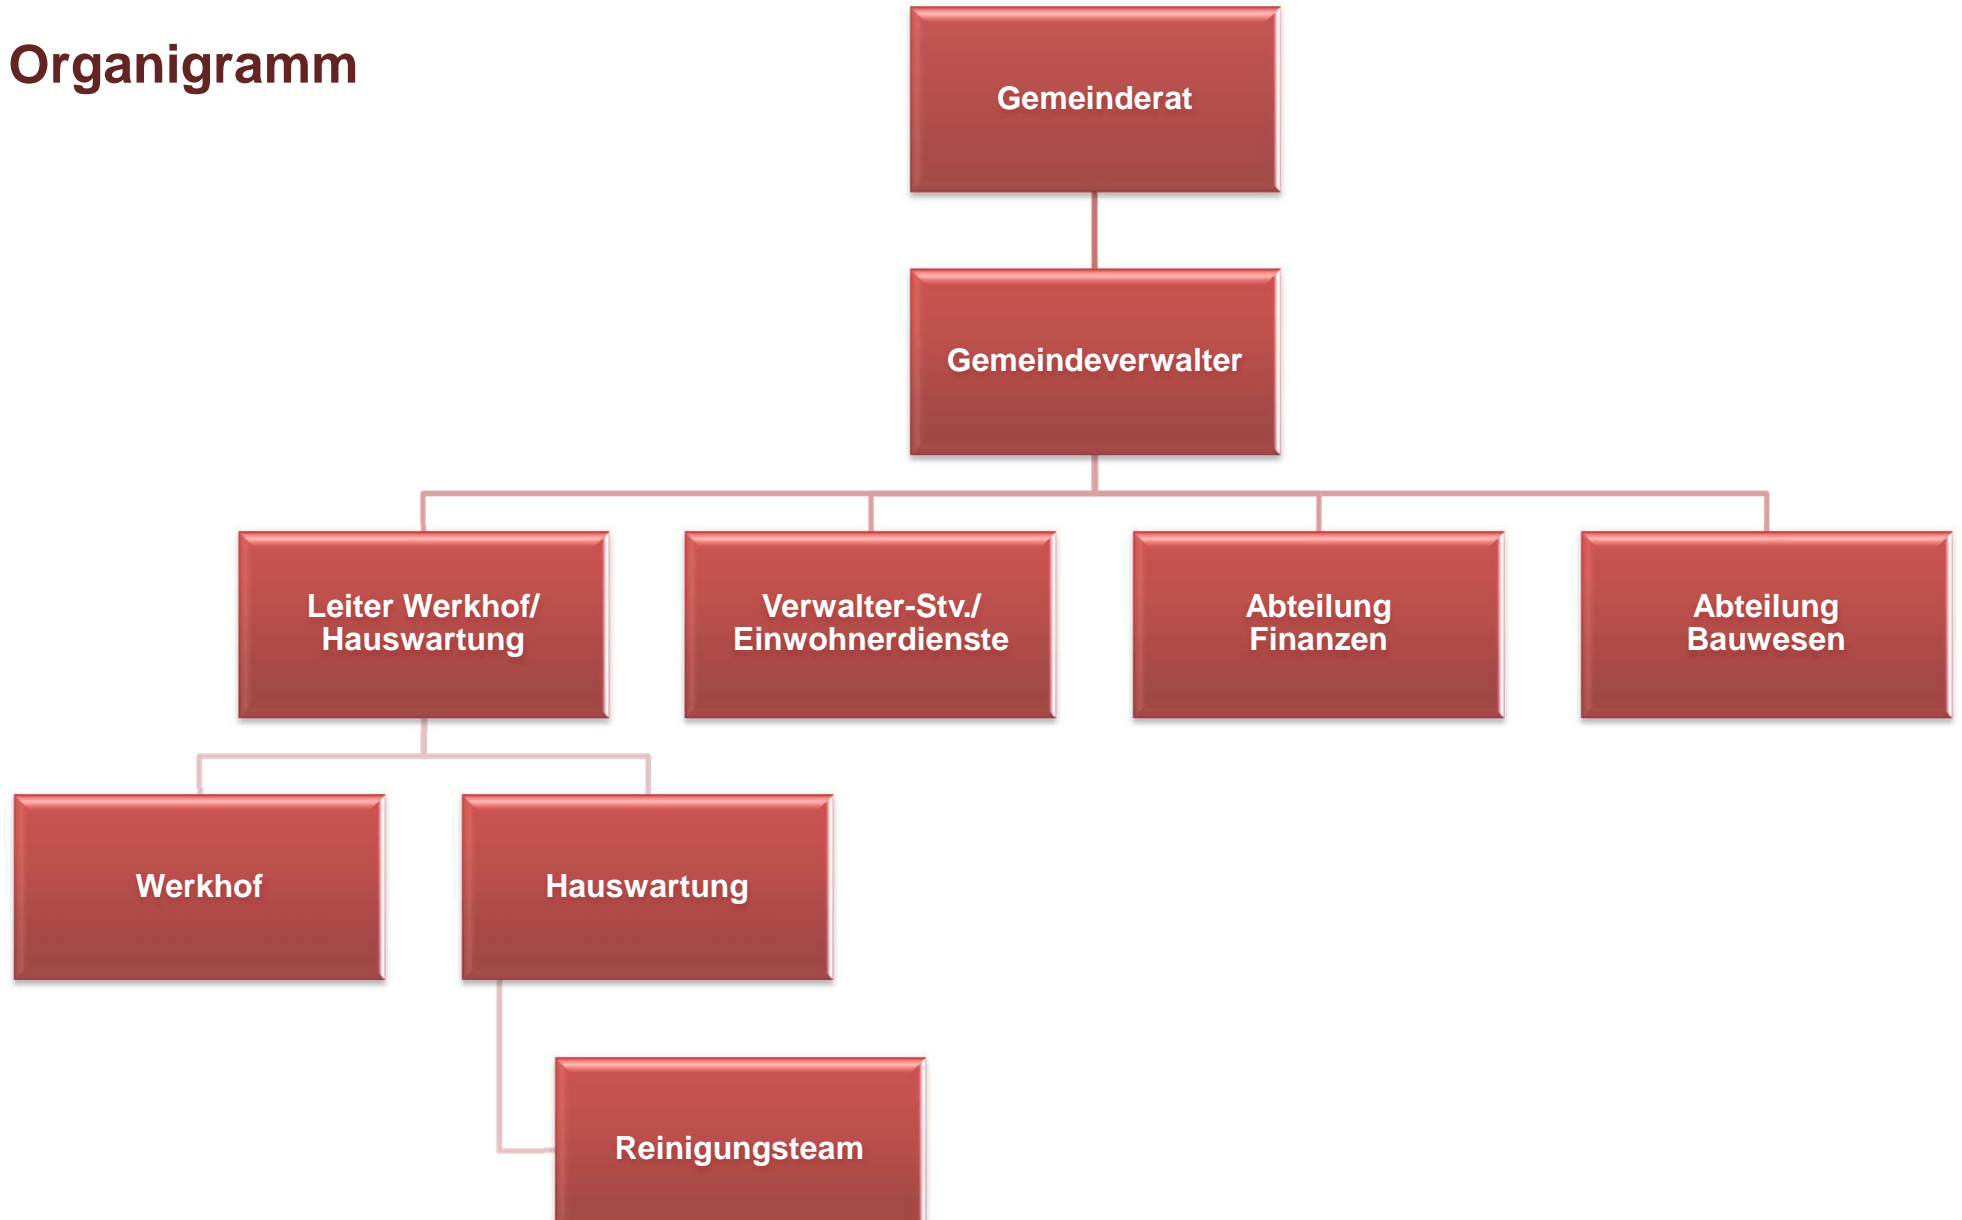 Organigramm
Gemeinderat
Gemeindeverwalter
Leiter Werkhof/
Hauswartung
Verwalter-Stv./
Einwohnerdienste
Abteilung
Finanzen
Abteilung
Bauwesen
Werkhof
Hauswartung
Reinigungsteam